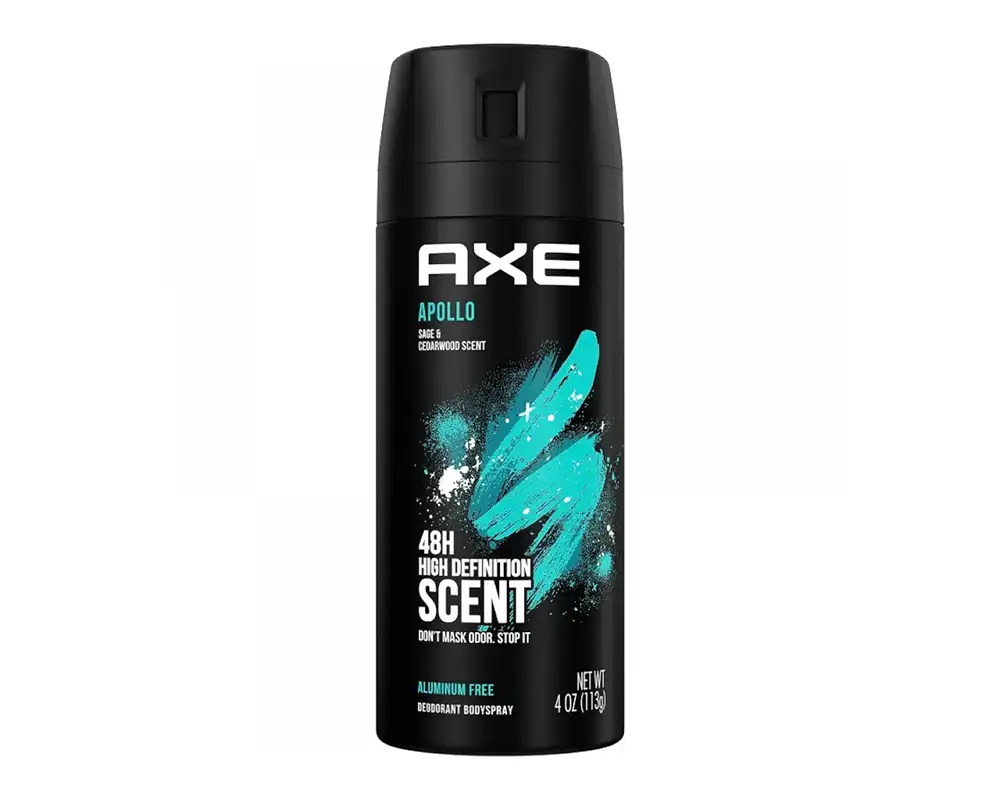 AXE
APOLLO
SAGE &
CEDARWOOD SCENT
48H
HIGH DEFINITION
SCENT
DON'T MASK ODOR. STOP IT
ALUMINUM FREE
DEODORANT BODYSPRAY
NET WT
4 OZ (113g)